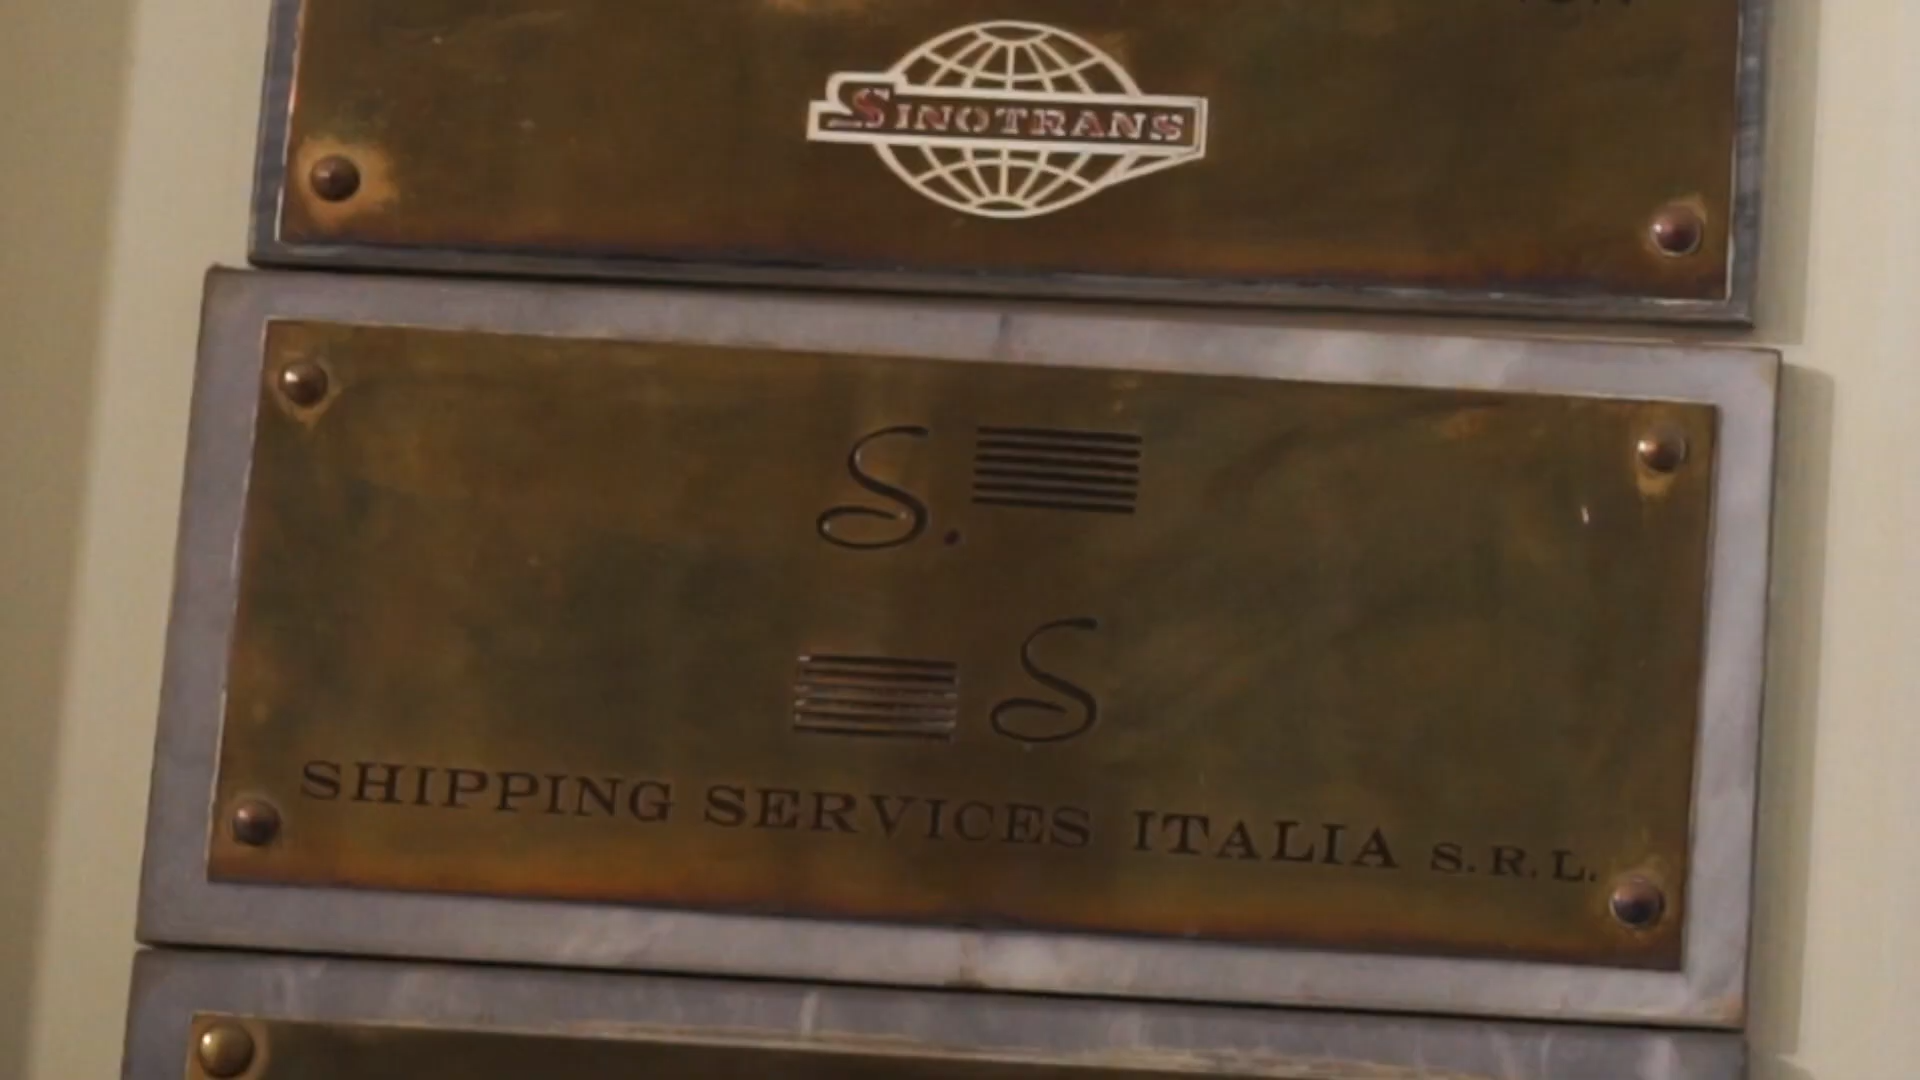 SINOTRANS
S.
S
SHIPPING SERVICES ITALIA S.R.L.